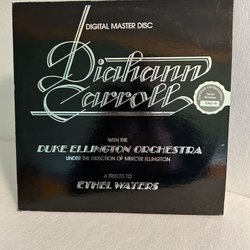 DIGITAL MASTER DISC
Diahann
Carroll
WITH THE
DUKE ELLINGTON ORCHESTRA
UNDER THE DIRECTION OF MERCER ELLINGTON
A TRIBUTE TO
ETHEL WATERS